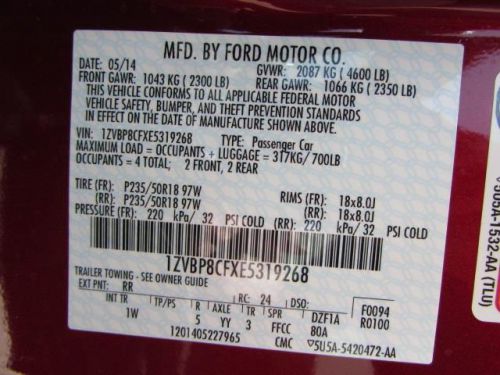 MFD. BY FORD MOTOR CO.
DATE: 05/14 GVWR: 2087 KG ( 4600 LB)
FRONT GAWR: 1043 KG ( 2300 LB) REAR GAWR: 1066 KG ( 2350 LB)
THIS VEHICLE CONFORMS TO ALL APPLICABLE FEDERAL MOTOR
VEHICLE SAFETY, BUMPER, AND THEFT PREVENTION STANDARDS
IN EFFECT ON THE DATE OF MANUFACTURE SHOWN ABOVE.
VIN: 1ZVBP8CFXE5319268 TYPE: Passenger Car
MAXIMUM LOAD = OCCUPANTS + LUGGAGE = 317KG/ 700LB
OCCUPANTS = 4 TOTAL; 2 FRONT, 2 REAR
TIRE (FR): P235/50R18 97W RIMS (FR): 18x8.0J
(RR): P235/50R18 97W (RR): 18x8.0J
PRESSURE (FR): 220 kPa/ 32 PSI COLD (RR): 220 kPa/ 32 PSI COLD
1ZVBP8CFXE5319268
TRAILER TOWING - SEE OWNER GUIDE
EXT PNT: RR RC: 24 DSO: F0094
INT TR TP/PS R AXLE TR SPR DZF1A R0100
1W 5 YY 3 FFCC 80A
1201405227965 CMC 5U5A-5420472-AA
5U5A-1532-AA (TLU)